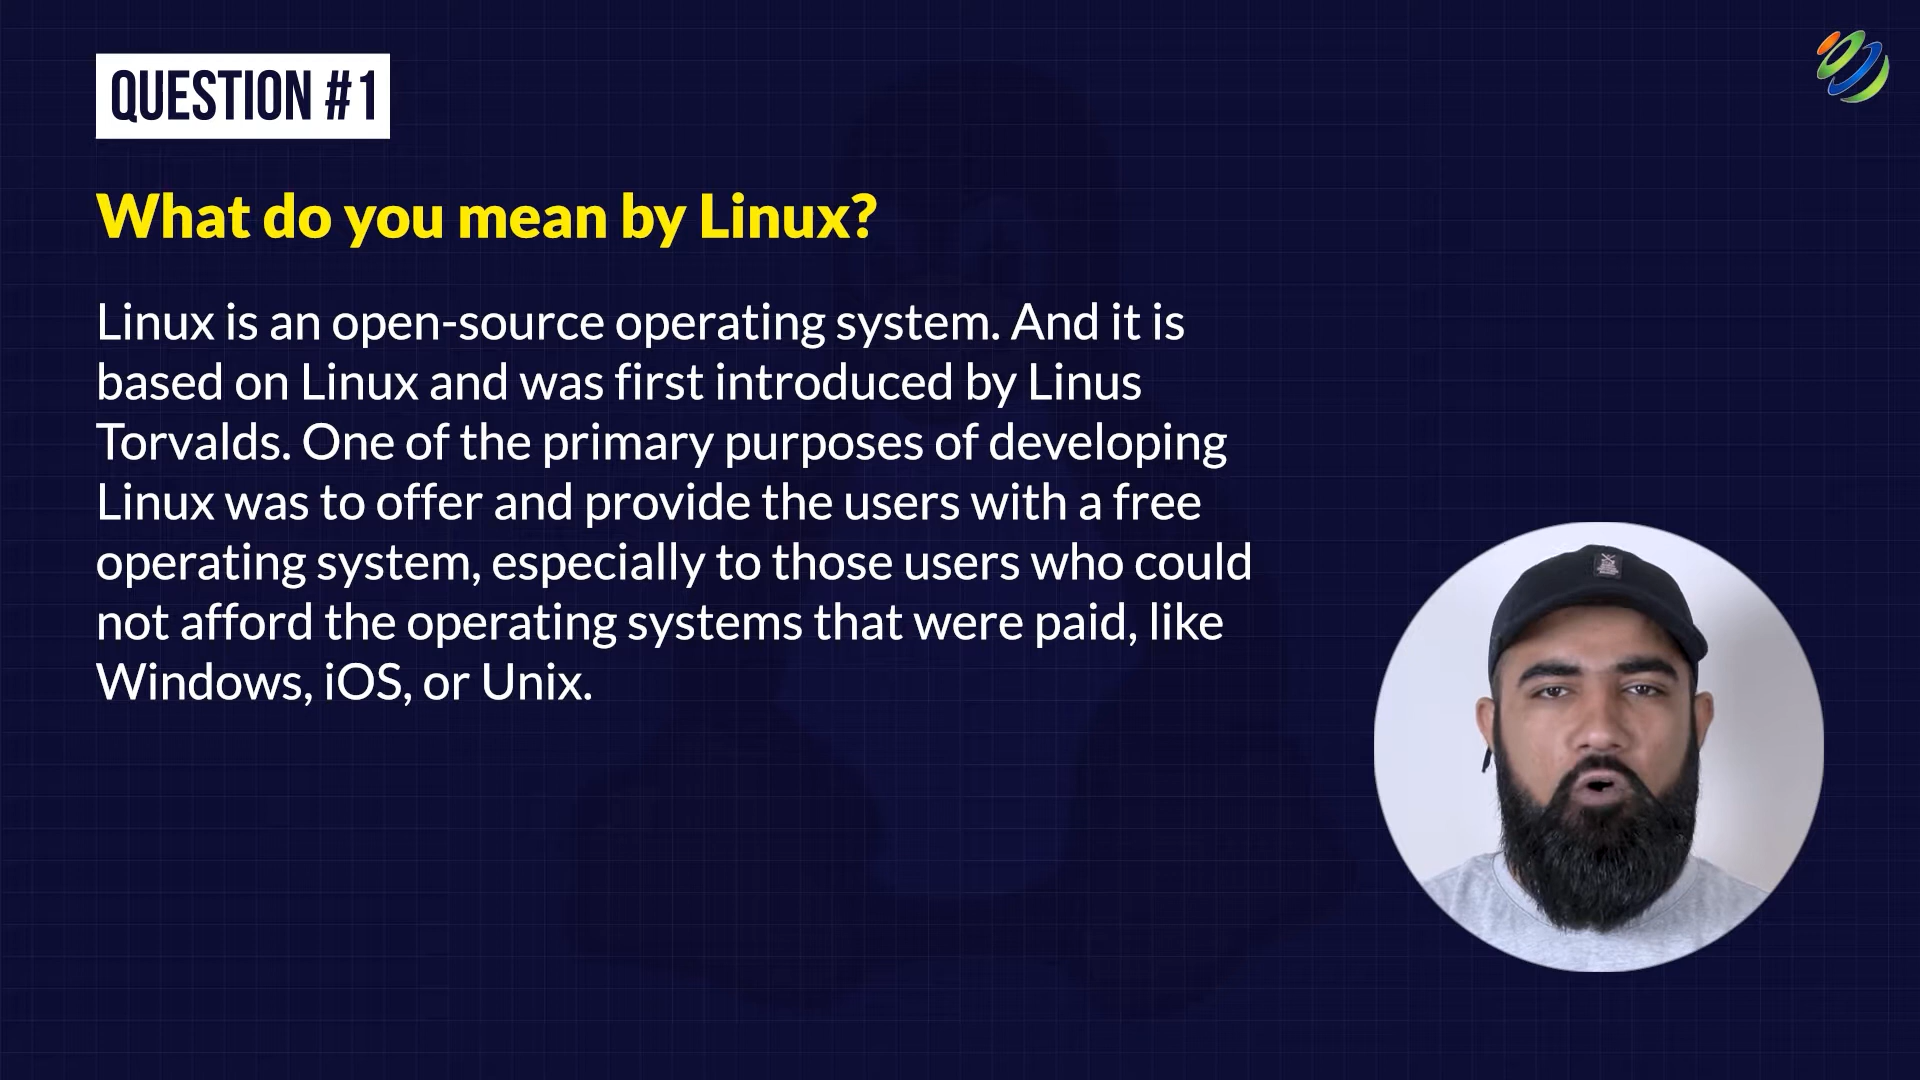 QUESTION #1
What do you mean by Linux?
Linux is an open-source operating system. And it is
based on Linux and was first introduced by Linus
Torvalds. One of the primary purposes of developing
Linux was to offer and provide the users with a free
operating system, especially to those users who could
not afford the operating systems that were paid, like
Windows, iOS, or Unix.